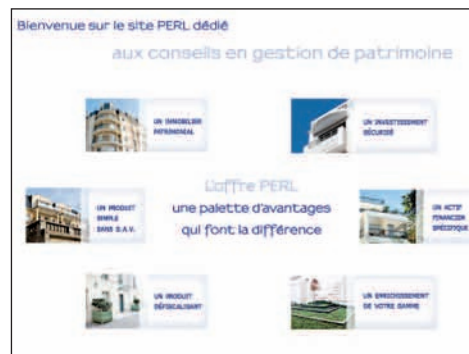 Bienvenue sur le site PERL dédié
aux conseils en gestion de patrimoine
UN IMMOBILIER
PATRIMONIAL
UN INVESTISSEMENT
SÉCURISÉ
UN PRODUIT
SIMPLE
SANS S.A.V.
L'offre PERL
une palette d'avantages
qui font la différence
UN ACTIF
FINANCIER
SPÉCIFIQUE
UN PRODUIT
DÉFISCALISANT
UN ENRICHISSEMENT
DE VOTRE GAMME